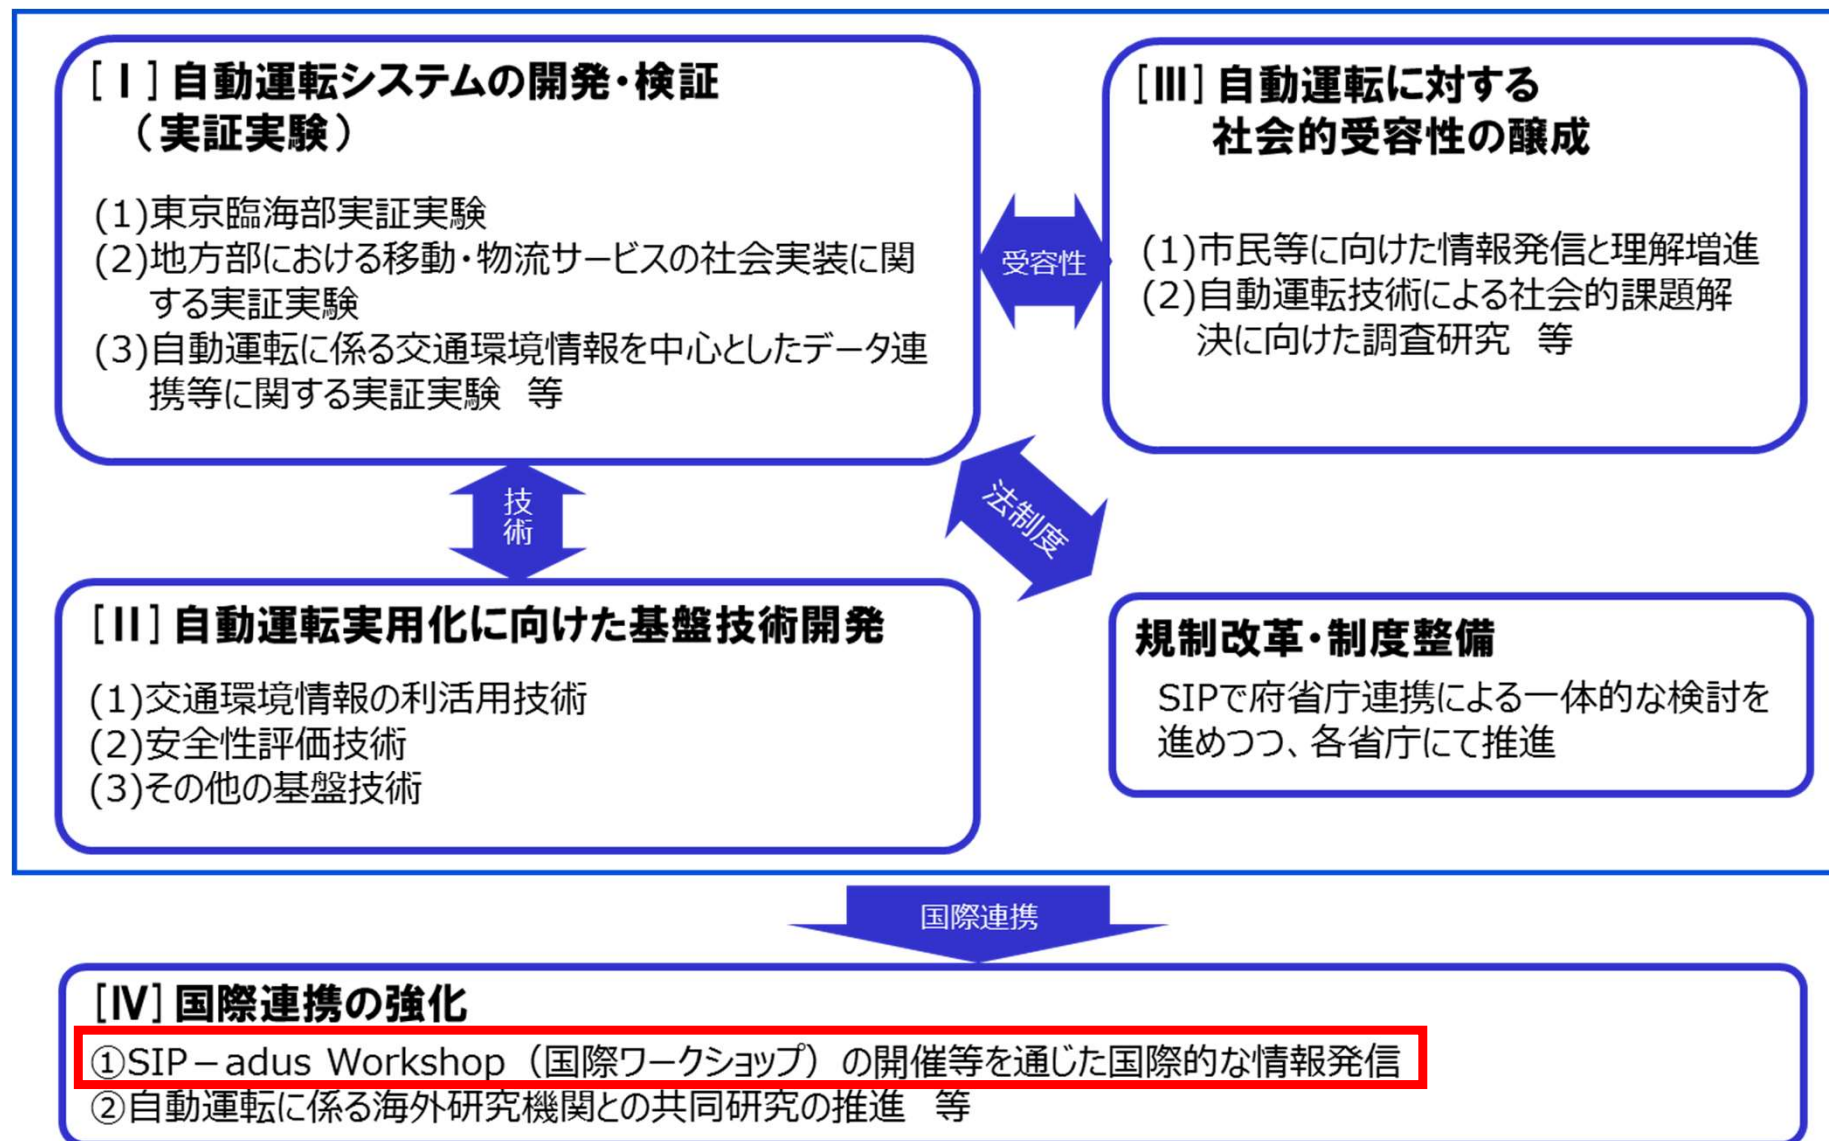 [Ⅰ]自動運転システムの開発・検証
(実証実験)
(1)東京臨海部実証実験
(2)地方部における移動・物流サービスの社会実装に関
する実証実験
(3)自動運転に係る交通環境情報を中心としたデータ連
携等に関する実証実験 等
受容性
[Ⅲ]自動運転に対する
社会的受容性の醸成
(1)市民等に向けた情報発信と理解増進
(2)自動運転技術による社会的課題解
決に向けた調査研究 等
技術
法制度
[Ⅱ]自動運転実用化に向けた基盤技術開発
(1)交通環境情報の利活用技術
(2)安全性評価技術
(3)その他の基盤技術
規制改革・制度整備
SIPで府省庁連携による一体的な検討を
進めつつ、各省庁にて推進
国際連携
[Ⅳ]国際連携の強化
①SIP－adus Workshop（国際ワークショップ）の開催等を通じた国際的な情報発信
②自動運転に係る海外研究機関との共同研究の推進 等